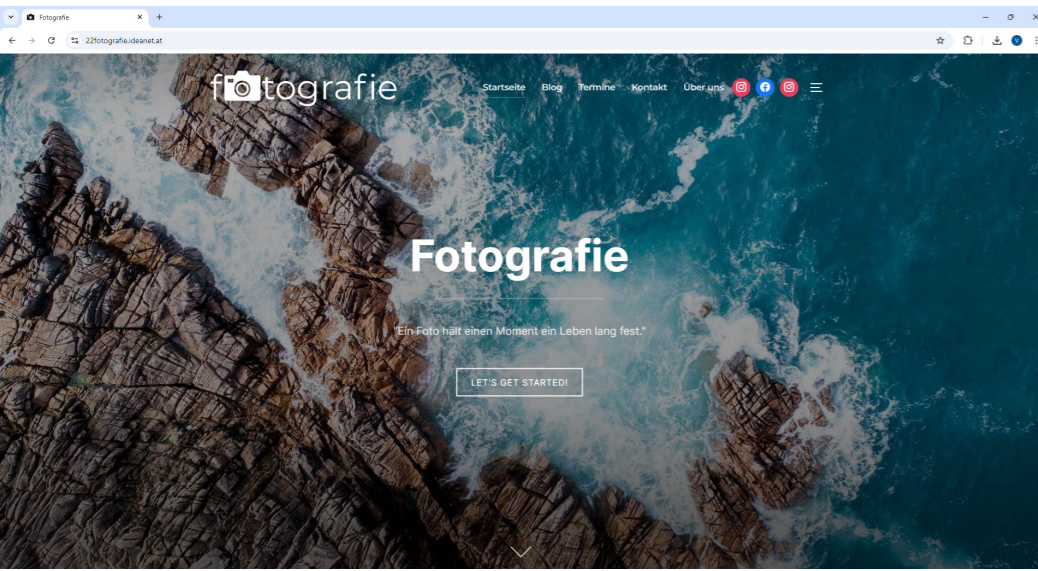 Fotografie
22fotografie.ideanet.at
fotografie
Startseite Blog Termine Kontakt Über uns
Fotografie
"Ein Foto hält einen Moment ein Leben lang fest."
LET'S GET STARTED!